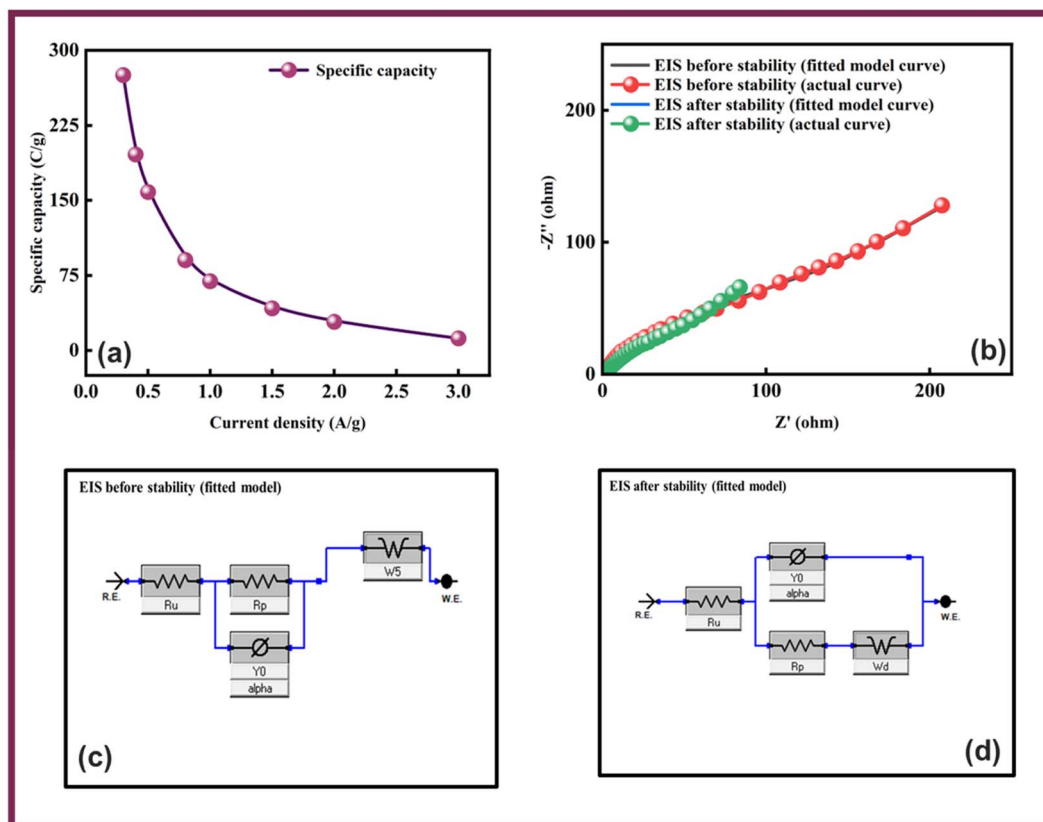 300
225
150
75
0
Specific capacity (C/g)
Specific capacity
(a)
0.0 0.5 1.0 1.5 2.0 2.5 3.0
Current density (A/g)
EIS before stability (fitted model curve)
EIS before stability (actual curve)
EIS after stability (fitted model curve)
EIS after stability (actual curve)
200
100
0
-Z'' (ohm)
(b)
0 100 200
Z' (ohm)
EIS before stability (fitted model)
R.E.
Ru
Rp
Y0
alpha
W5
W.E.
(c)
EIS after stability (fitted model)
R.E.
Ru
Y0
alpha
Rp
Wd
W.E.
(d)